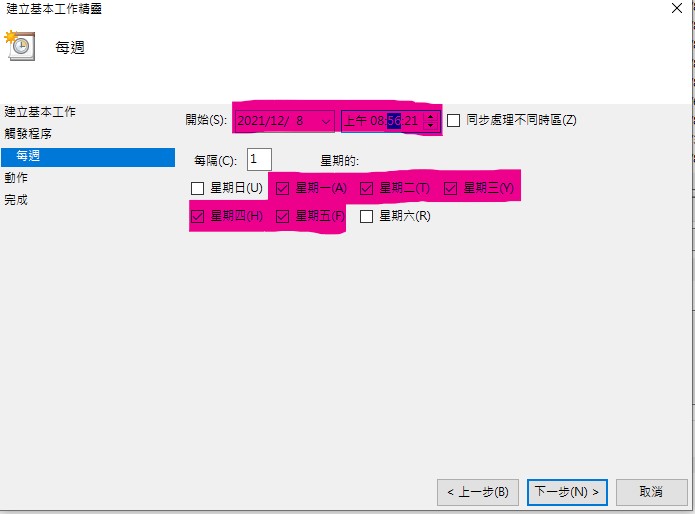 建立基本工作精靈
每週
建立基本工作
觸發程序
每週
動作
完成
開始(S): 2021/12/ 8 上午 08:56:21 同步處理不同時區(Z)
每隔(C): 1 星期的:
星期日(U) 星期一(A) 星期二(T) 星期三(Y)
星期四(H) 星期五(F) 星期六(R)
< 上一步(B) 下一步(N) > 取消